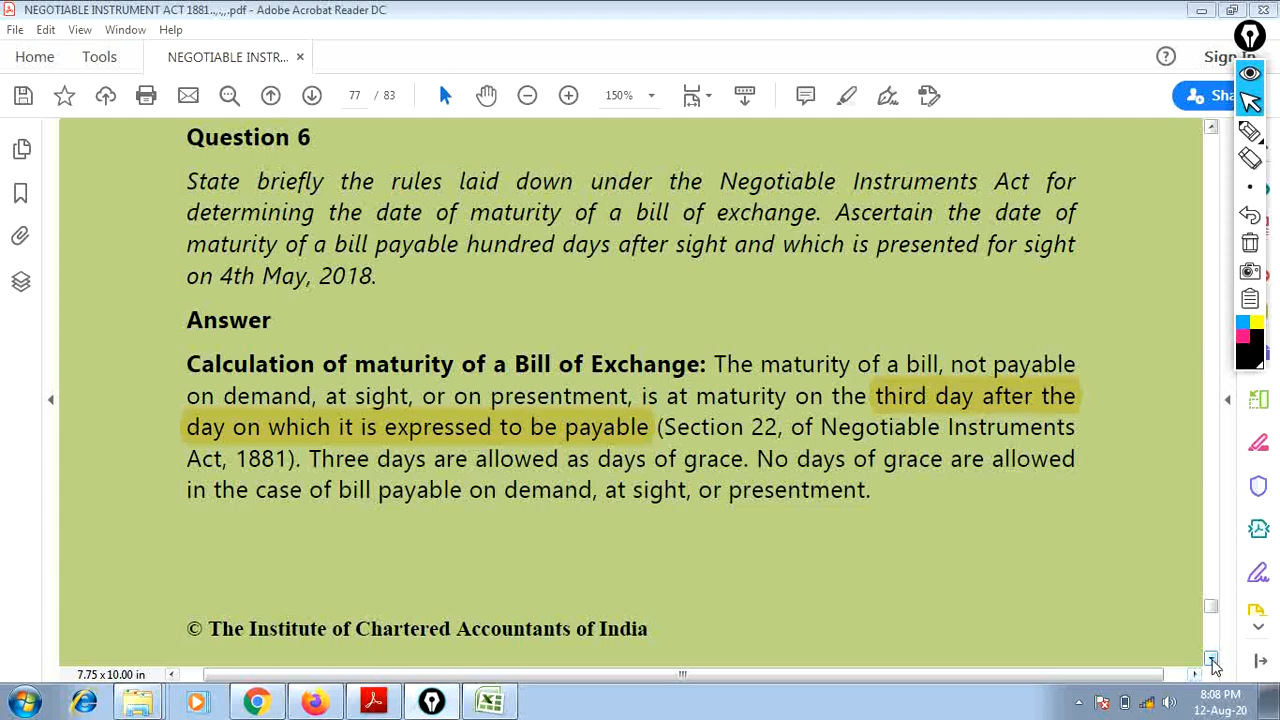 NEGOTIABLE INSTRUMENT ACT 1881..,.,,.pdf - Adobe Acrobat Reader DC
File Edit View Window Help
Home Tools NEGOTIABLE INSTR... × Sign In
77 / 83 150% Sha
Question 6
State briefly the rules laid down under the Negotiable Instruments Act for
determining the date of maturity of a bill of exchange. Ascertain the date of
maturity of a bill payable hundred days after sight and which is presented for sight
on 4th May, 2018.
Answer
Calculation of maturity of a Bill of Exchange: The maturity of a bill, not payable
on demand, at sight, or on presentment, is at maturity on the third day after the
day on which it is expressed to be payable (Section 22, of Negotiable Instruments
Act, 1881). Three days are allowed as days of grace. No days of grace are allowed
in the case of bill payable on demand, at sight, or presentment.
© The Institute of Chartered Accountants of India
7.75 x 10.00 in
8:08 PM
12-Aug-20